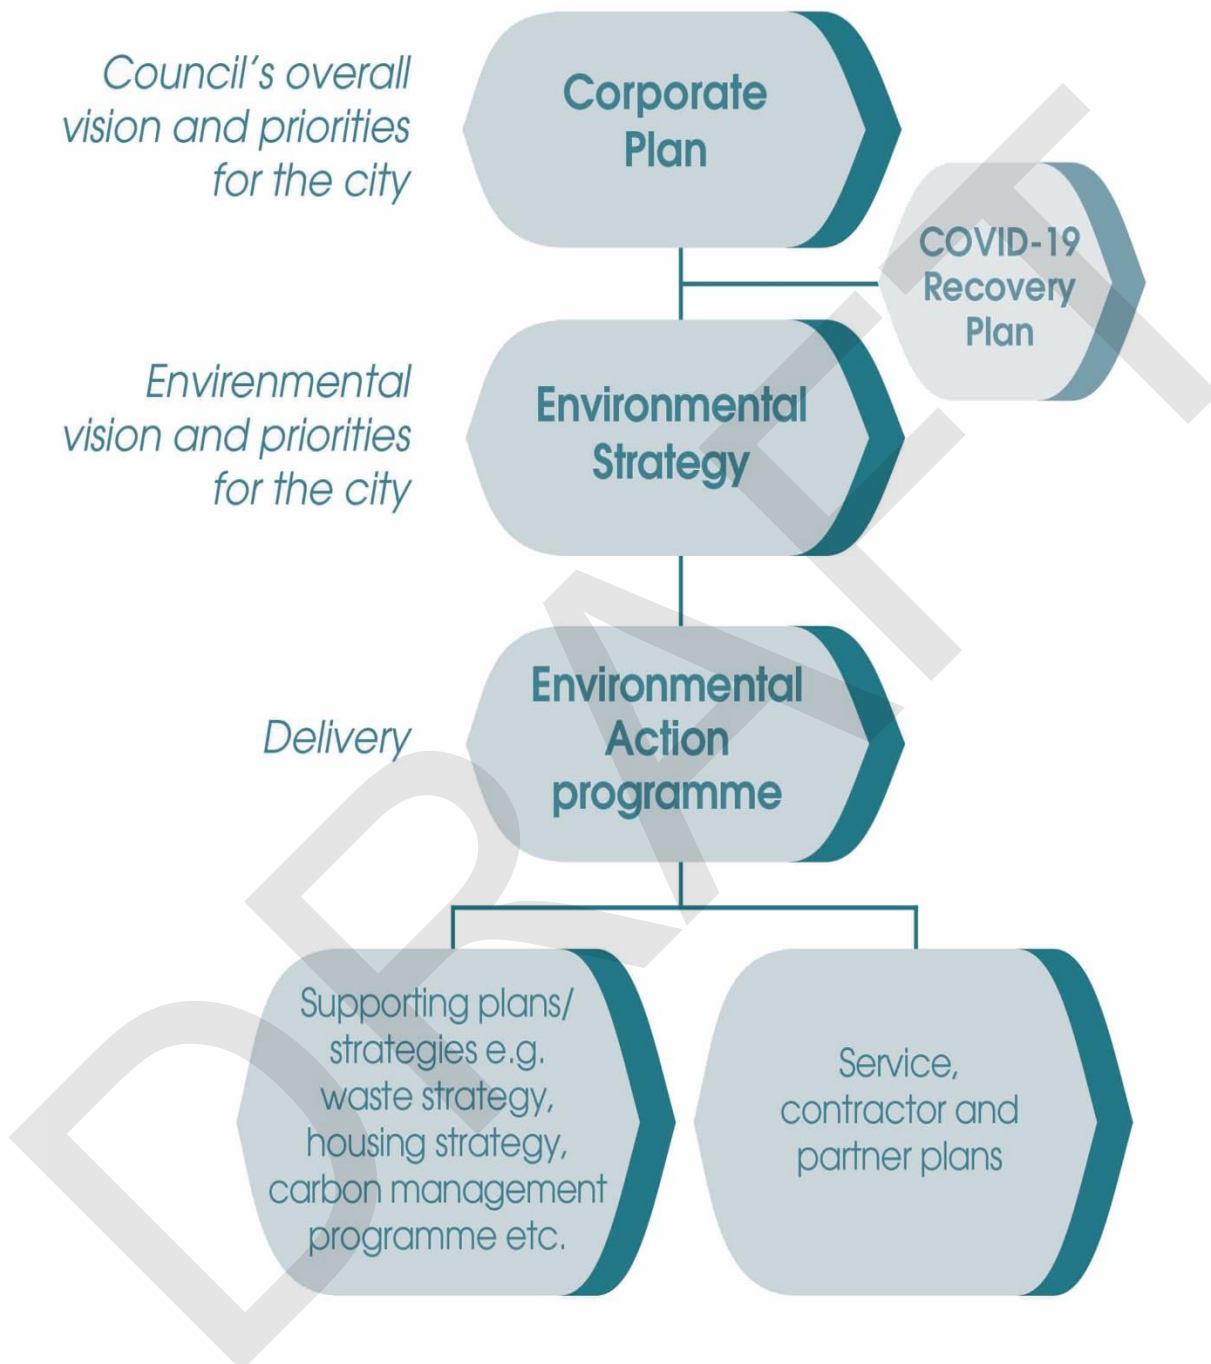 Council's overall
vision and priorities
for the city
Corporate
Plan
COVID-19
Recovery
Plan
Envirenmental
vision and priorities
for the city
Environmental
Strategy
Delivery
Environmental
Action
programme
Supporting plans/
strategies e.g.
waste strategy,
housing strategy,
carbon management
programme etc.
Service,
contractor and
partner plans
DRAFT